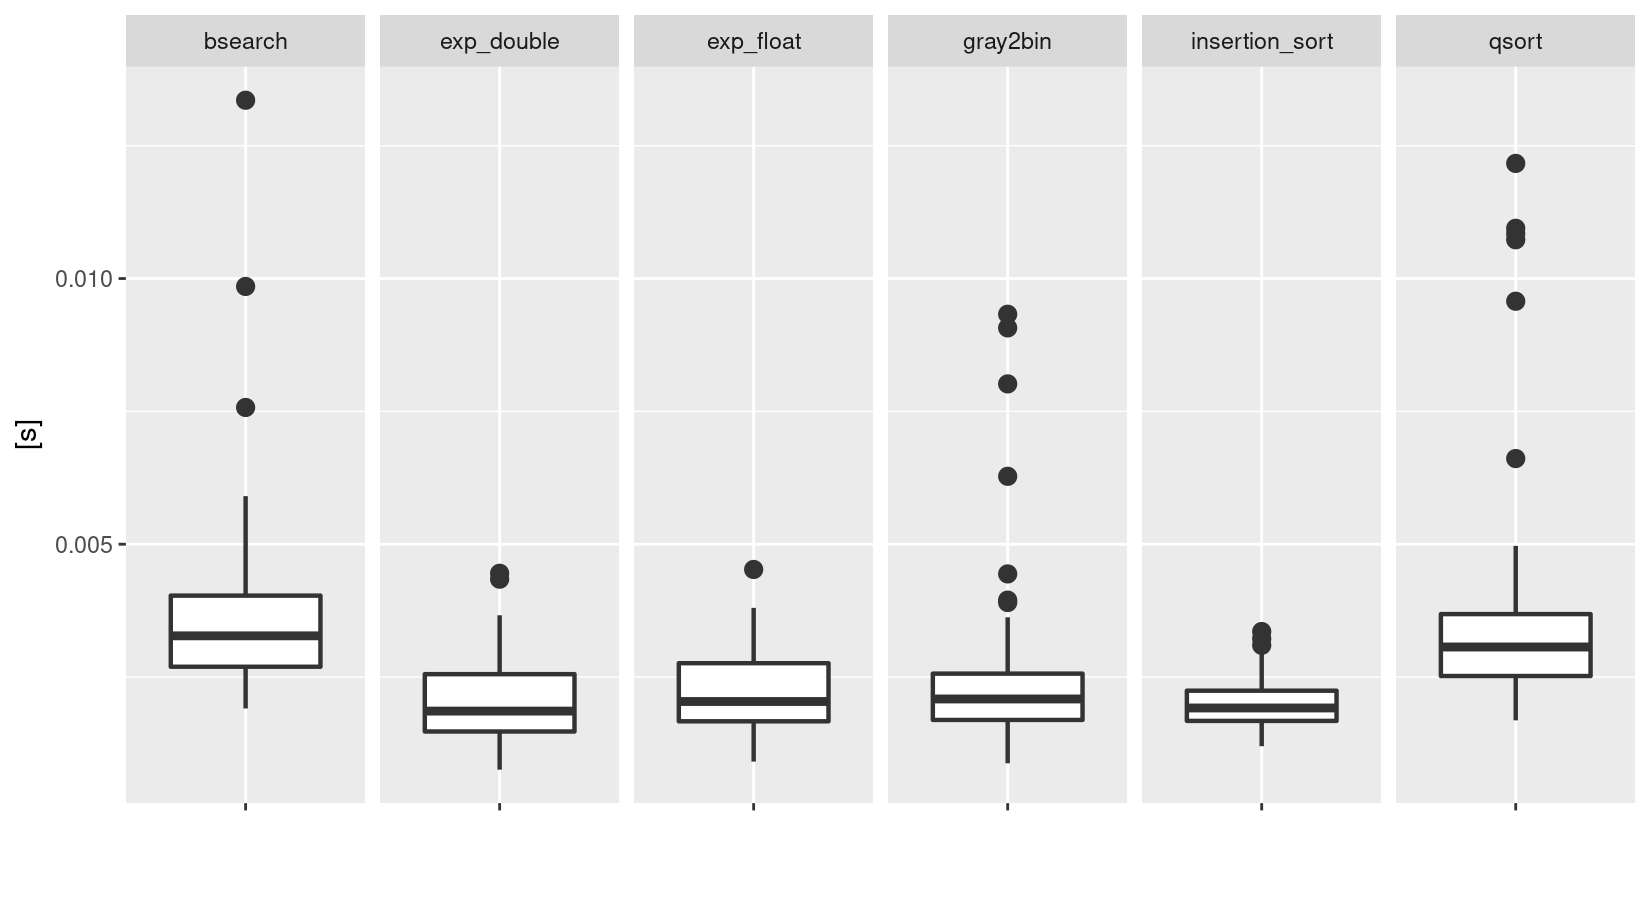 bsearch exp_double exp_float gray2bin insertion_sort qsort
0.010
[s]
0.005